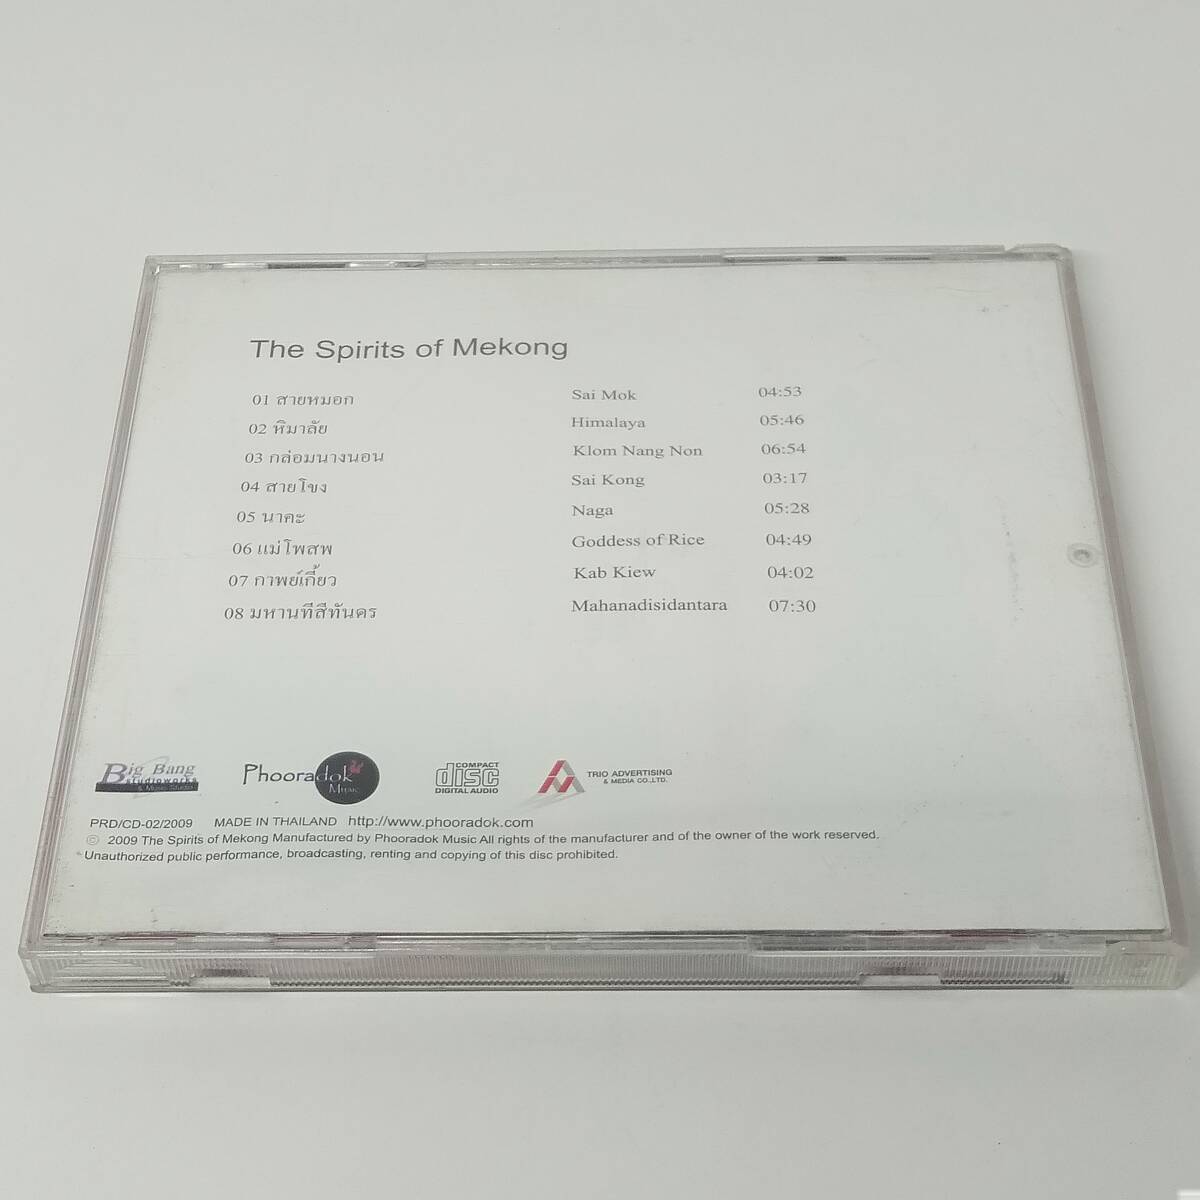 The Spirits of Mekong
01 สายหมอก Sai Mok 04:53
02 หิมาลัย Himalaya 05:46
03 กล่อมนางนอน Klom Nang Non 06:54
04 สายโขง Sai Kong 03:17
05 นาคะ Naga 05:28
06 แม่โพสพ Goddess of Rice 04:49
07 กาพย์เกี้ยว Kab Kiew 04:02
08 มหานทีสีทันดร Mahanadisidantara 07:30
Big Bang
studioworks
& Music Studio
Phooradok
Music
COMPACT
disc
DIGITAL AUDIO
TRIO ADVERTISING
& MEDIA CO.,LTD.
PRD/CD-02/2009 MADE IN THAILAND http://www.phooradok.com
© 2009 The Spirits of Mekong Manufactured by Phooradok Music All rights of the manufacturer and of the owner of the work reserved.
Unauthorized public performance, broadcasting, renting and copying of this disc prohibited.